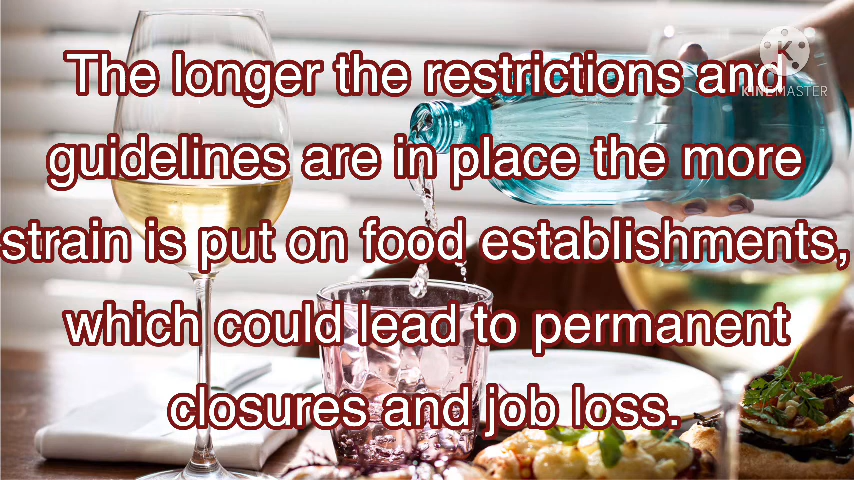 The longer the restrictions and
KINEMASTER
guidelines are in place the more
strain is put on food establishments,
which could lead to permanent
closures and job loss.